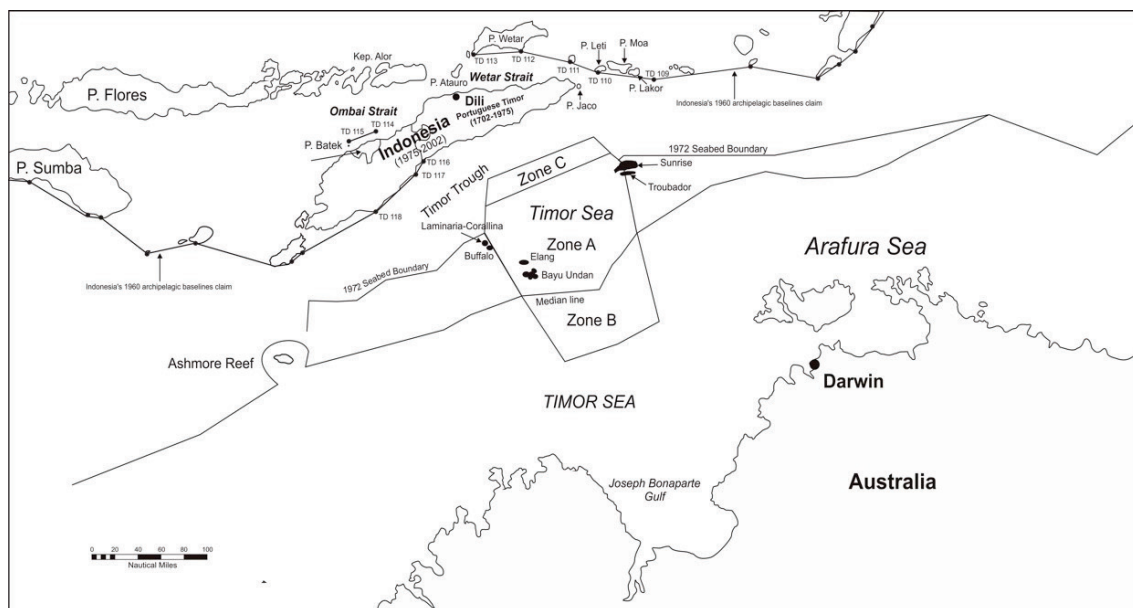 P. Wetar
TD 113
TD 112
P. Leti
P. Moa
Kep. Alor
Wetar Strait
TD 111
TD 110
TD 109
P. Atauro
P. Lakor
P. Flores
Dili
P. Jaco
Indonesia's 1960 archipelagic baselines claim
Portuguese Timor
(1702-1975)
Ombai Strait
TD 115
TD 114
Indonesia
(1975-2002)
P. Batek
TD 116
1972 Seabed Boundary
P. Sumba
TD 117
Zone C
Sunrise
Timor Trough
Troubador
TD 118
Timor Sea
Laminaria-Corallina
Zone A
Arafura Sea
Buffalo
Elang
1972 Seabed Boundary
Bayu Undan
Indonesia's 1960 archipelagic baselines claim
Median line
Zone B
Ashmore Reef
Darwin
TIMOR SEA
Joseph Bonaparte
Gulf
Australia
0 20 40 60 80 100
Nautical Miles